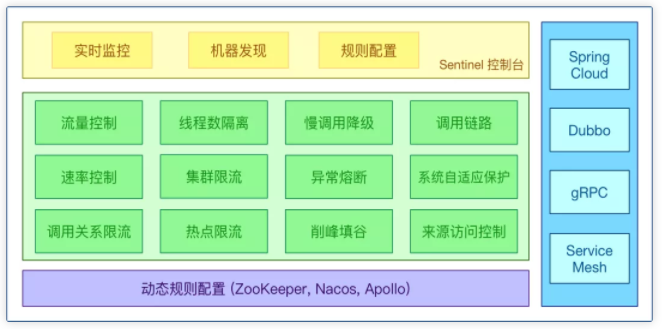 实时监控
机器发现
规则配置
Sentinel 控制台
流量控制
线程数隔离
慢调用降级
调用链路
速率控制
集群限流
异常熔断
系统自适应保护
调用关系限流
热点限流
削峰填谷
来源访问控制
动态规则配置 (ZooKeeper, Nacos, Apollo)
Spring
Cloud
Dubbo
gRPC
Service
Mesh